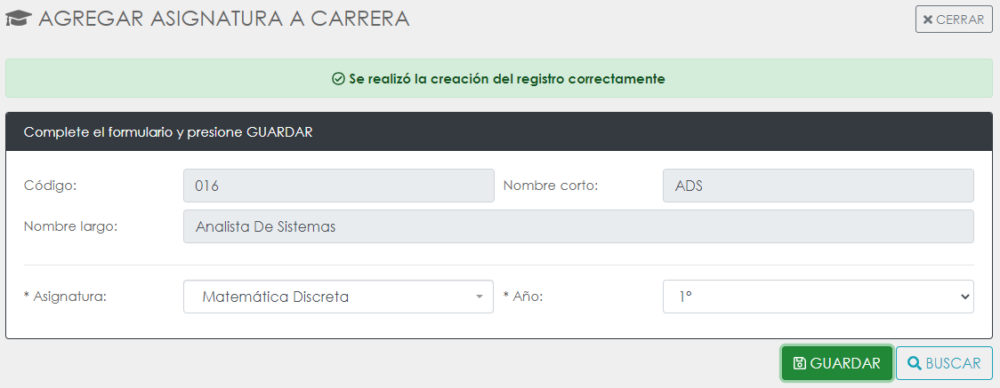 AGREGAR ASIGNATURA A CARRERA
CERRAR
Se realizó la creación del registro correctamente
Complete el formulario y presione GUARDAR
Código: 016 Nombre corto: ADS
Nombre largo: Analista De Sistemas
* Asignatura: Matemática Discreta * Año: 1°
GUARDAR BUSCAR